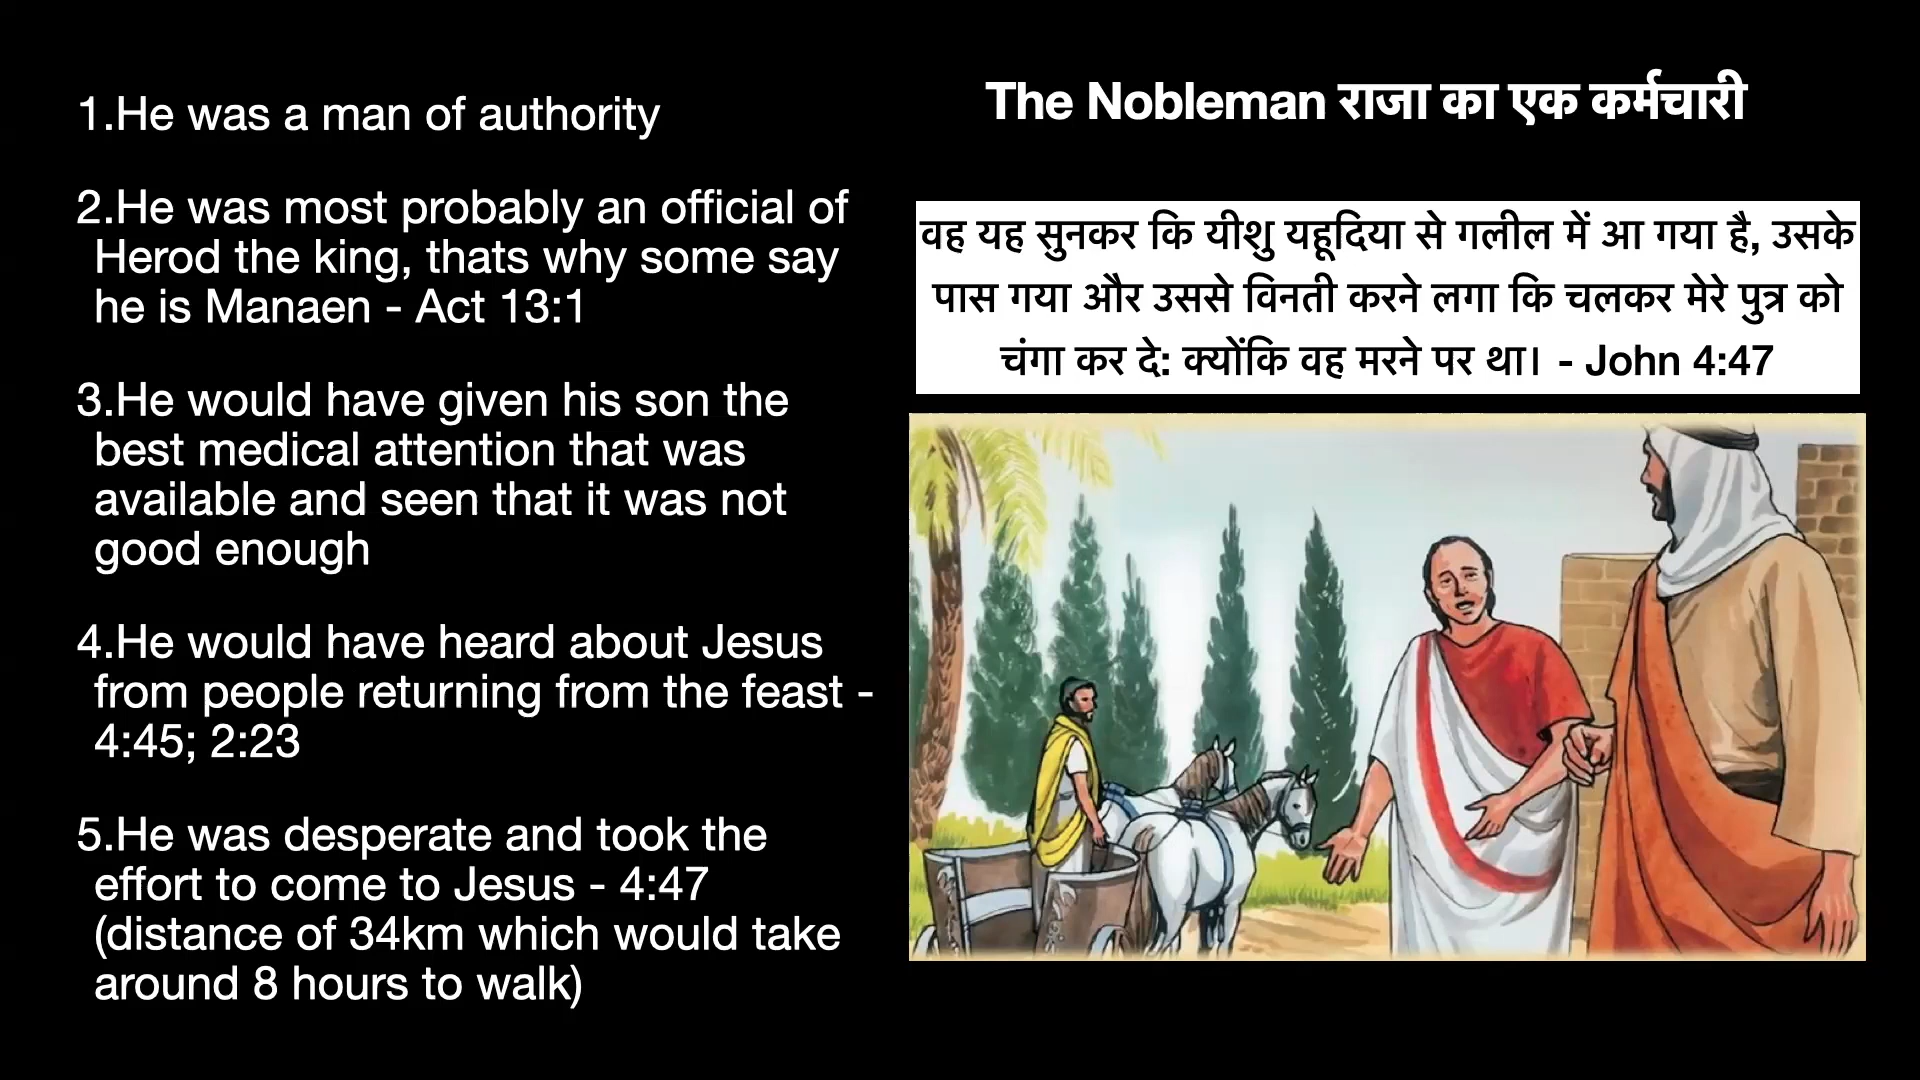 1.He was a man of authority
2.He was most probably an official of
Herod the king, thats why some say
he is Manaen - Act 13:1
3.He would have given his son the
best medical attention that was
available and seen that it was not
good enough
4.He would have heard about Jesus
from people returning from the feast -
4:45; 2:23
5.He was desperate and took the
effort to come to Jesus - 4:47
(distance of 34km which would take
around 8 hours to walk)
The Nobleman राजा का एक कर्मचारी
वह यह सुनकर कि यीशु यहूदिया से गलील में आ गया है, उसके
पास गया और उससे विनती करने लगा कि चलकर मेरे पुत्र को
चंगा कर दे: क्योंकि वह मरने पर था। - John 4:47